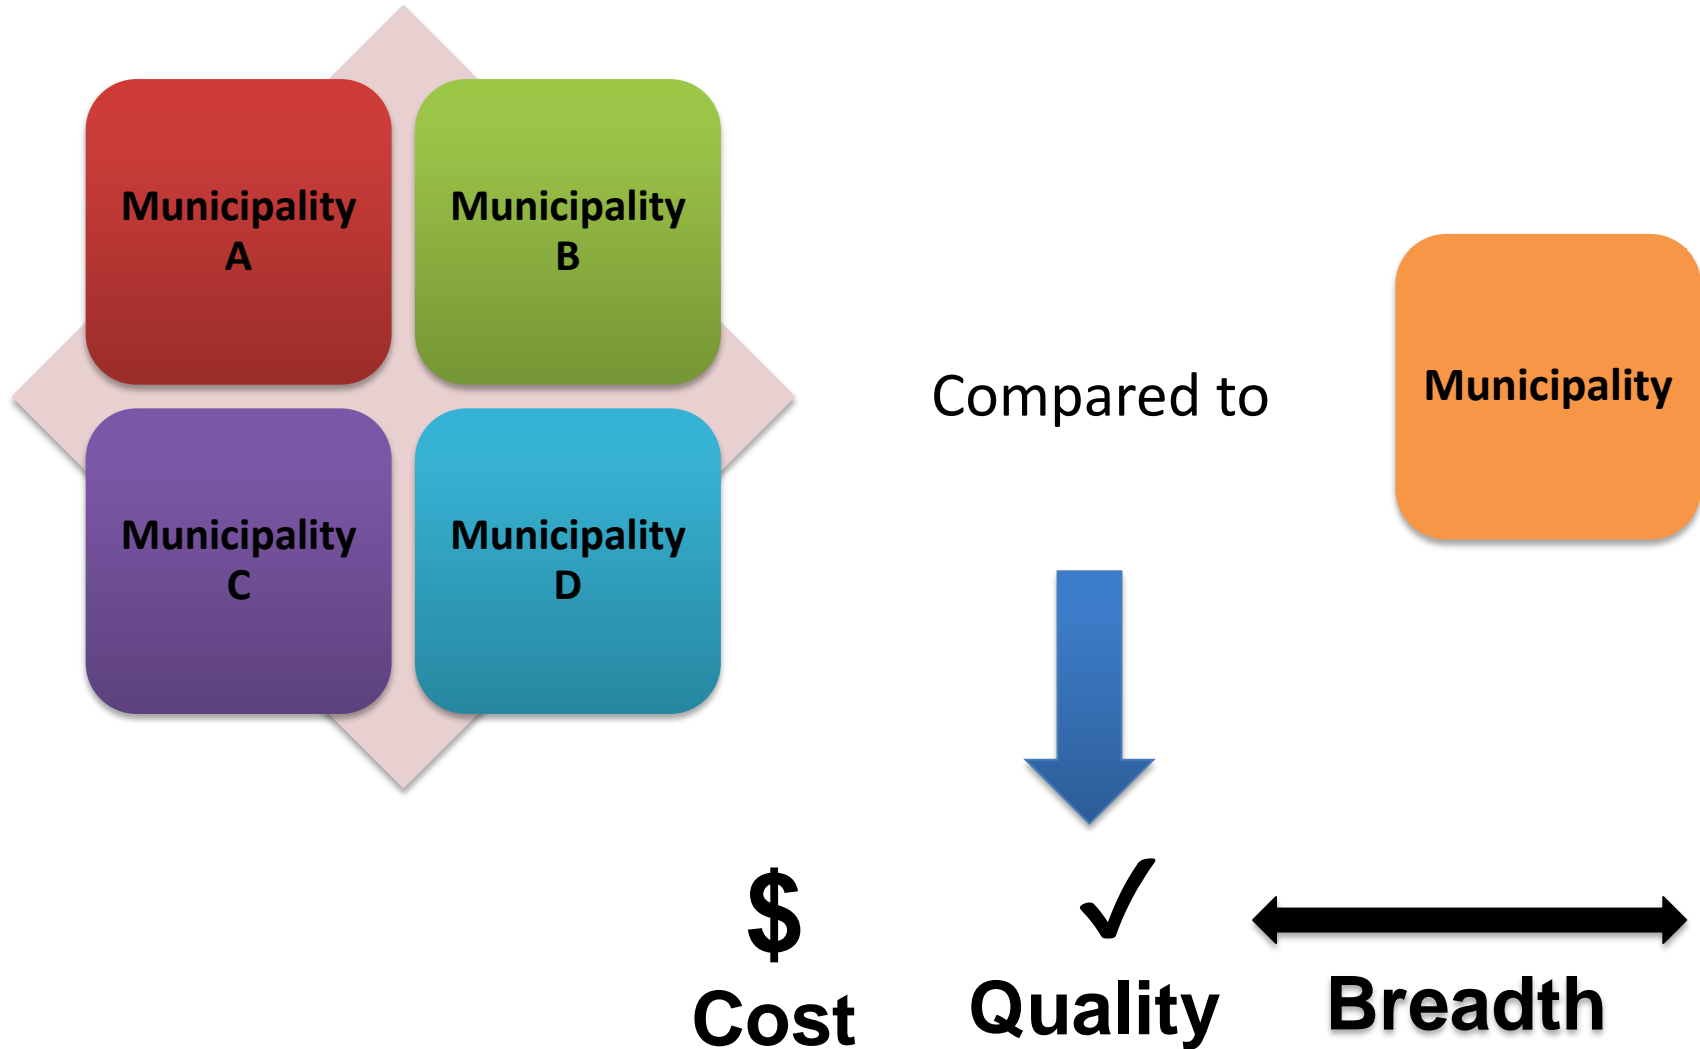 Municipality
A
Municipality
B
Municipality
C
Municipality
D
Compared to
Municipality
$
Cost
✓
Quality
Breadth